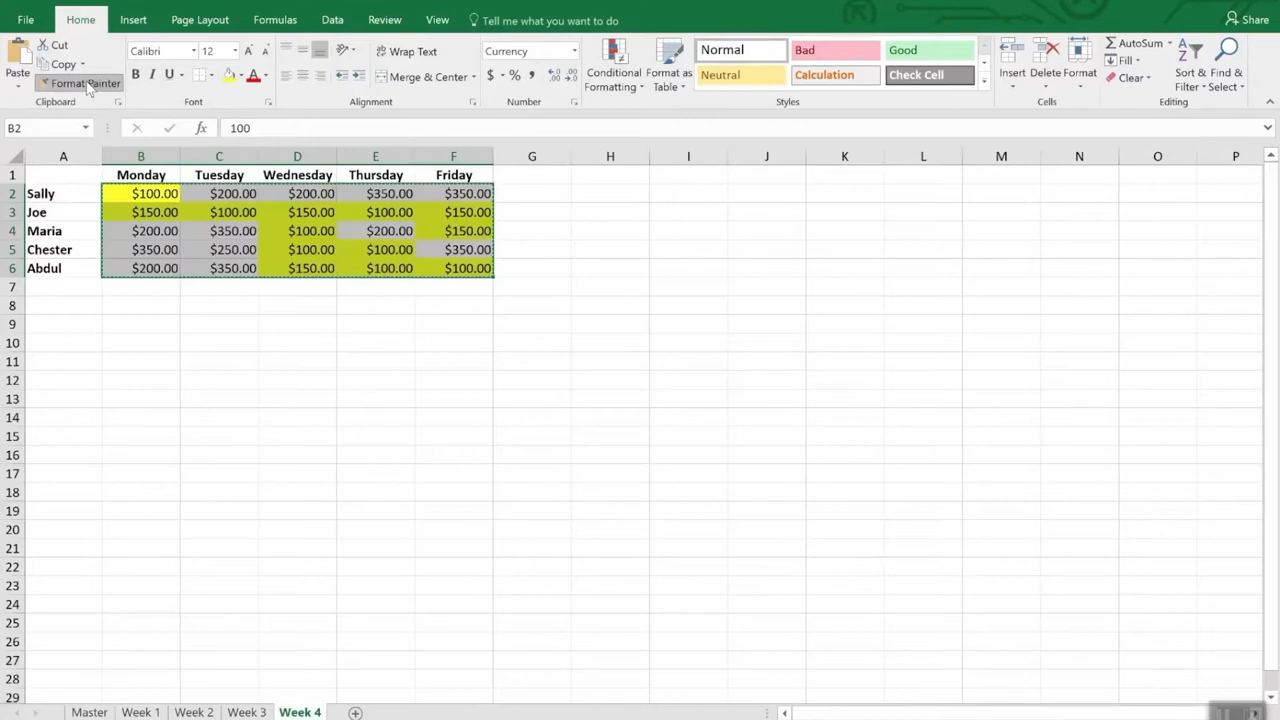 File Home Insert Page Layout Formulas Data Review View Tell me what you want to do Share
Cut
Copy
Format Painter
Paste
Calibri 12
B I U
Wrap Text
Merge & Center
Currency
$ % ,
Conditional Formatting
Format as Table
Normal Bad Good
Neutral Calculation Check Cell
Insert Delete Format
AutoSum
Fill
Clear
Sort & Filter
Find & Select
Clipboard Font Alignment Number Styles Cells Editing
B2 fx 100
A B C D E F G H I J K L M N O P
1 Monday Tuesday Wednesday Thursday Friday
2 Sally $100.00 $200.00 $200.00 $350.00 $350.00
3 Joe $150.00 $100.00 $150.00 $100.00 $150.00
4 Maria $200.00 $350.00 $100.00 $200.00 $150.00
5 Chester $350.00 $250.00 $100.00 $100.00 $350.00
6 Abdul $200.00 $350.00 $150.00 $100.00 $100.00
7
8
9
10
11
12
13
14
15
16
17
18
19
20
21
22
23
24
25
26
27
28
29
Master Week 1 Week 2 Week 3 Week 4